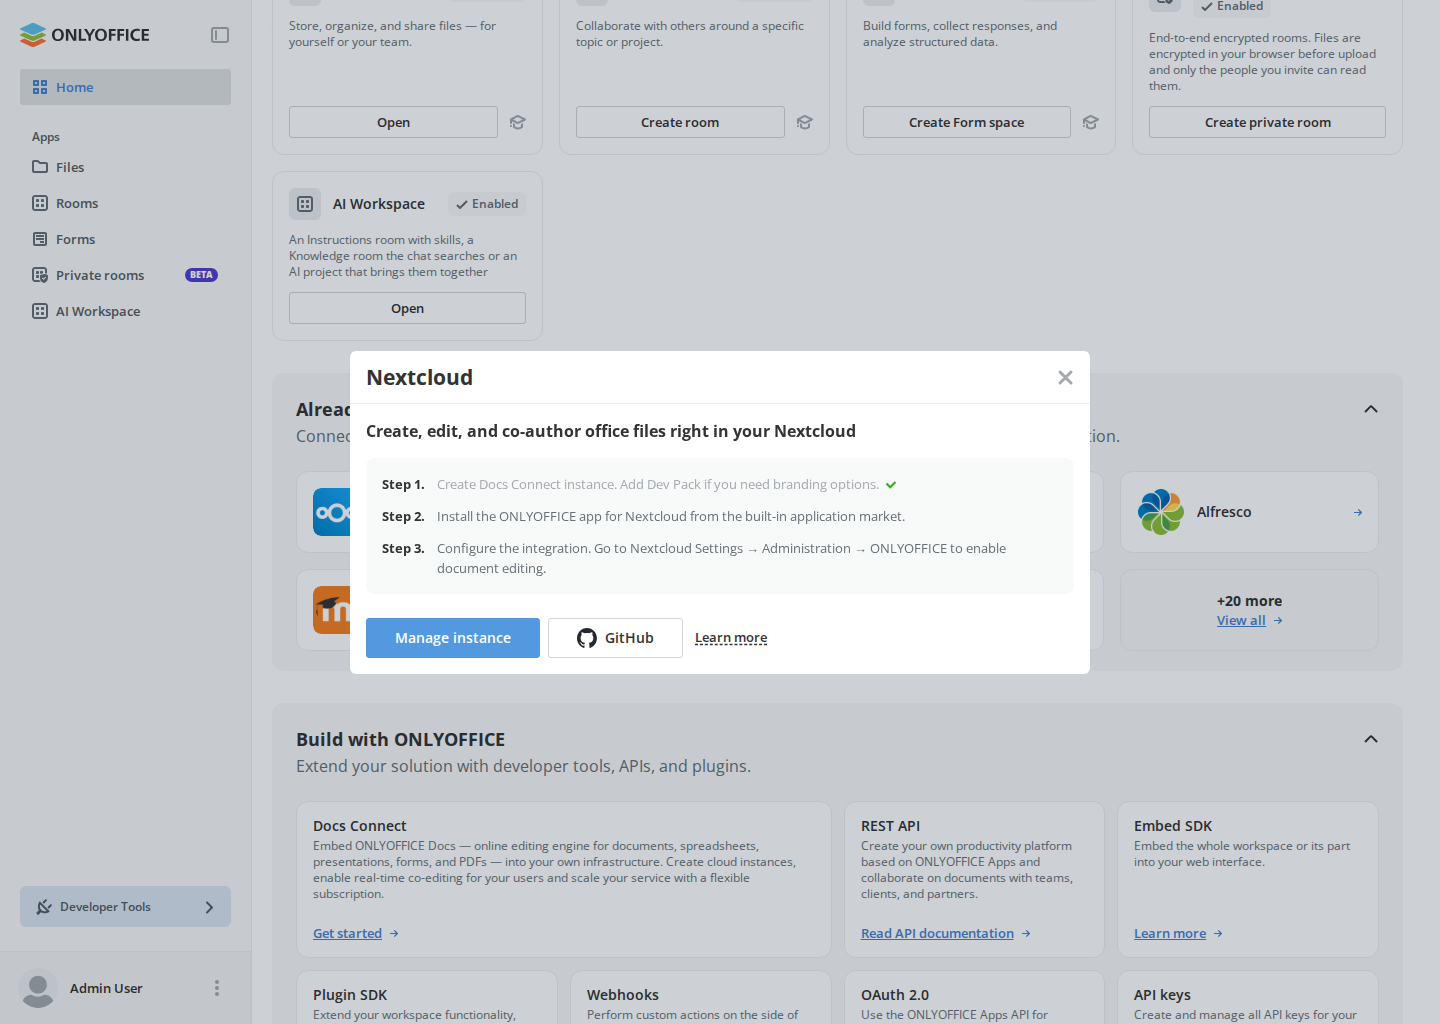 ONLYOFFICE
Home
Apps
Files
Rooms
Forms
Private rooms
BETA
AI Workspace
Developer Tools
Admin User
Store, organize, and share files — for
yourself or your team.
Open
Collaborate with others around a specific
topic or project.
Create room
Build forms, collect responses, and
analyze structured data.
Create Form space
Enabled
End-to-end encrypted rooms. Files are
encrypted in your browser before upload
and only the people you invite can read
them.
Create private room
AI Workspace
Enabled
An Instructions room with skills, a
Knowledge room the chat searches or an
AI project that brings them together
Open
Nextcloud
Create, edit, and co-author office files right in your Nextcloud
Step 1. Create Docs Connect instance. Add Dev Pack if you need branding options.
Step 2. Install the ONLYOFFICE app for Nextcloud from the built-in application market.
Step 3. Configure the integration. Go to Nextcloud Settings → Administration → ONLYOFFICE to enable
document editing.
Manage instance
GitHub
Learn more
Alfresco
+20 more
View all
Build with ONLYOFFICE
Extend your solution with developer tools, APIs, and plugins.
Docs Connect
Embed ONLYOFFICE Docs — online editing engine for documents, spreadsheets,
presentations, forms, and PDFs — into your own infrastructure. Create cloud instances,
enable real-time co-editing for your users and scale your service with a flexible
subscription.
Get started
REST API
Create your own productivity platform
based on ONLYOFFICE Apps and
collaborate on documents with teams,
clients, and partners.
Read API documentation
Embed SDK
Embed the whole workspace or its part
into your web interface.
Learn more
Plugin SDK
Extend your workspace functionality,
Webhooks
Perform custom actions on the side of
OAuth 2.0
Use the ONLYOFFICE Apps API for
API keys
Create and manage all API keys for your